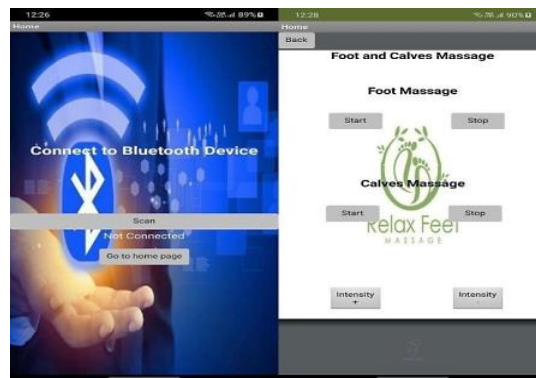 12:26
89%
Home
Connect to Bluetooth Device
Scan
Not Connected
Go to home page
12:28
90%
Home
Back
Foot and Calves Massage
Foot Massage
Start
Stop
Calves Massage
Start
Stop
Relax Feet
MASSAGE
Intensity
+
Intensity
-